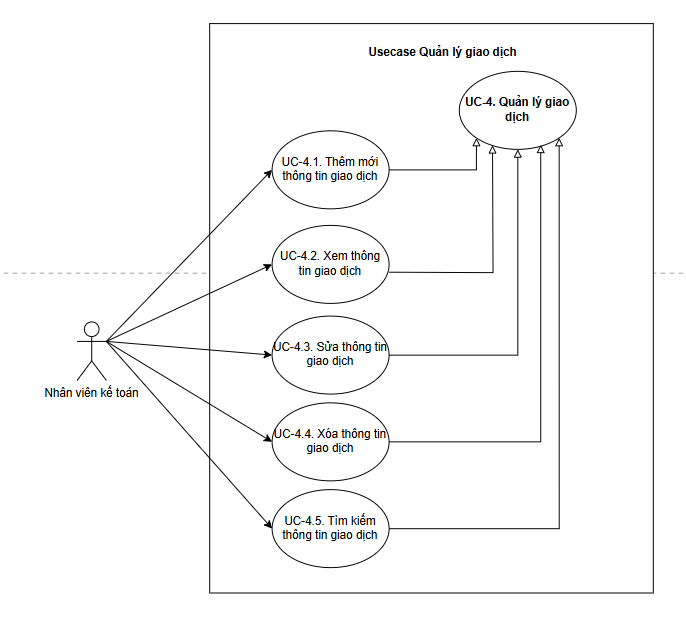 Usecase Quản lý giao dịch
UC-4. Quản lý giao
dịch
UC-4.1. Thêm mới
thông tin giao dịch
UC-4.2. Xem thông
tin giao dịch
UC-4.3. Sửa thông tin
giao dịch
Nhân viên kế toán
UC-4.4. Xóa thông tin
giao dịch
UC-4.5. Tìm kiếm
thông tin giao dịch